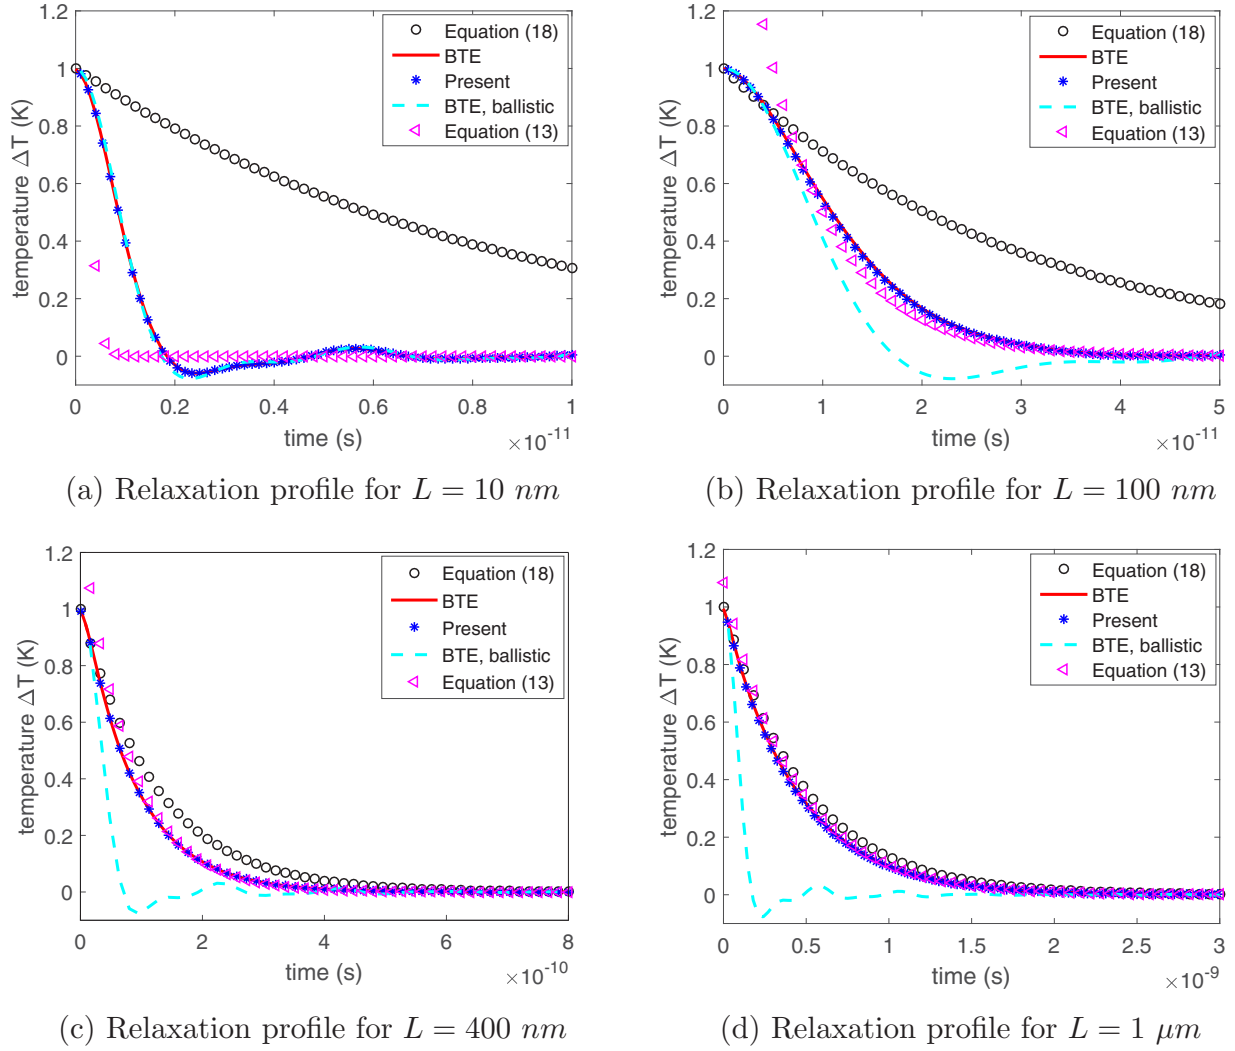 1.2
1
0.8
0.6
0.4
0.2
0
temperature ΔT (K)
Equation (18)
BTE
Present
BTE, ballistic
Equation (13)
0 0.2 0.4 0.6 0.8 1
time (s)
×10⁻¹¹
(a) Relaxation profile for L = 10 nm
1.2
1
0.8
0.6
0.4
0.2
0
temperature ΔT (K)
Equation (18)
BTE
Present
BTE, ballistic
Equation (13)
0 1 2 3 4 5
time (s)
×10⁻¹¹
(b) Relaxation profile for L = 100 nm
1.2
1
0.8
0.6
0.4
0.2
0
temperature ΔT (K)
Equation (18)
BTE
Present
BTE, ballistic
Equation (13)
0 2 4 6 8
time (s)
×10⁻¹⁰
(c) Relaxation profile for L = 400 nm
1.2
1
0.8
0.6
0.4
0.2
0
temperature ΔT (K)
Equation (18)
BTE
Present
BTE, ballistic
Equation (13)
0 0.5 1 1.5 2 2.5 3
time (s)
×10⁻⁹
(d) Relaxation profile for L = 1 μm